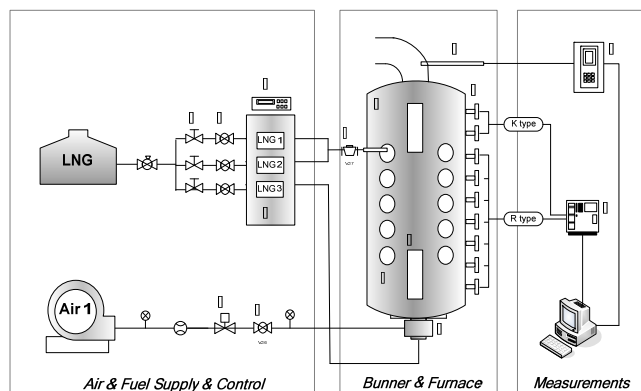 LNG
LNG 1
LNG 2
LNG 3
K type
R type
Air 1
Air & Fuel Supply & Control
Bunner & Furnace
Measurements